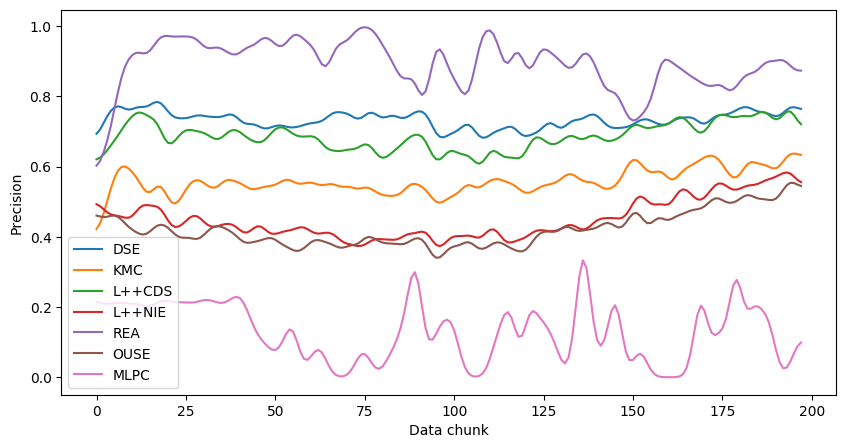 1.0
0.8
0.6
0.4
0.2
0.0
Precision
DSE
KMC
L++CDS
L++NIE
REA
OUSE
MLPC
0 25 50 75 100 125 150 175 200
Data chunk